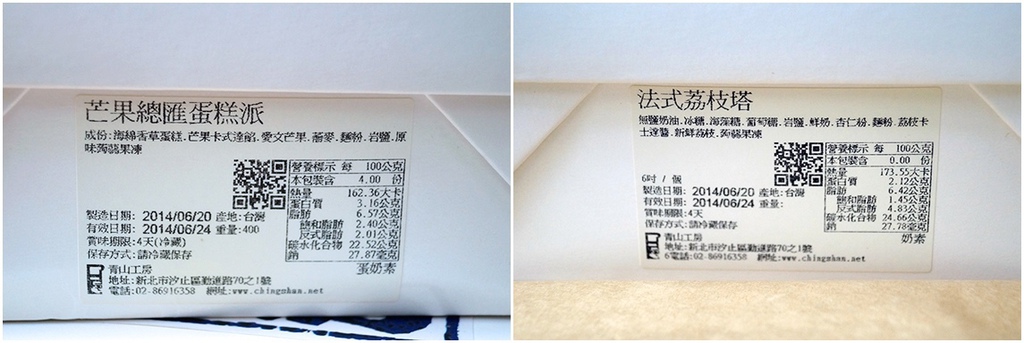 芒果總匯蛋糕派
成份:海綿香草蛋糕.芒果卡式達餡.愛文芒果.蕎麥.麵粉.岩鹽.原
味蒟蒻果凍
營養標示 每 100公克
本包裝含 4.00 份
熱量 162.36大卡
蛋白質 3.16公克
脂肪 6.57公克
飽和脂肪 2.40公克
反式脂肪 2.01公克
碳水化合物 22.52公克
鈉 27.87毫克
蛋奶素
製造日期: 2014/06/20 產地:台灣
有效日期: 2014/06/24 重量:400
賞味期限:4天(冷藏)
保存方式:請冷藏保存
青山工房
地址:新北市汐止區勤進路70之1號
電話:02-86916358 網址:www.chingshan.net
法式荔枝塔
無鹽奶油.冰糖.海藻糖.葡萄糖.岩鹽.鮮奶.杏仁粉.麵粉.荔枝卡
士達醬.新鮮荔枝.蒟蒻果凍
營養標示 每 100公克
本包裝含 0.00 份
熱量 173.55大卡
蛋白質 2.12公克
脂肪 6.42公克
飽和脂肪 1.45公克
反式脂肪 4.83公克
碳水化合物 24.66公克
鈉 27.78毫克
奶素
6吋 / 個
製造日期: 2014/06/20 產地:台灣
有效日期: 2014/06/24 重量:
賞味期限:4天
保存方式:請冷藏保存
青山工房
地址:新北市汐止區勤進路70之1號
6電話:02-86916358 網址:www.chingshan.net